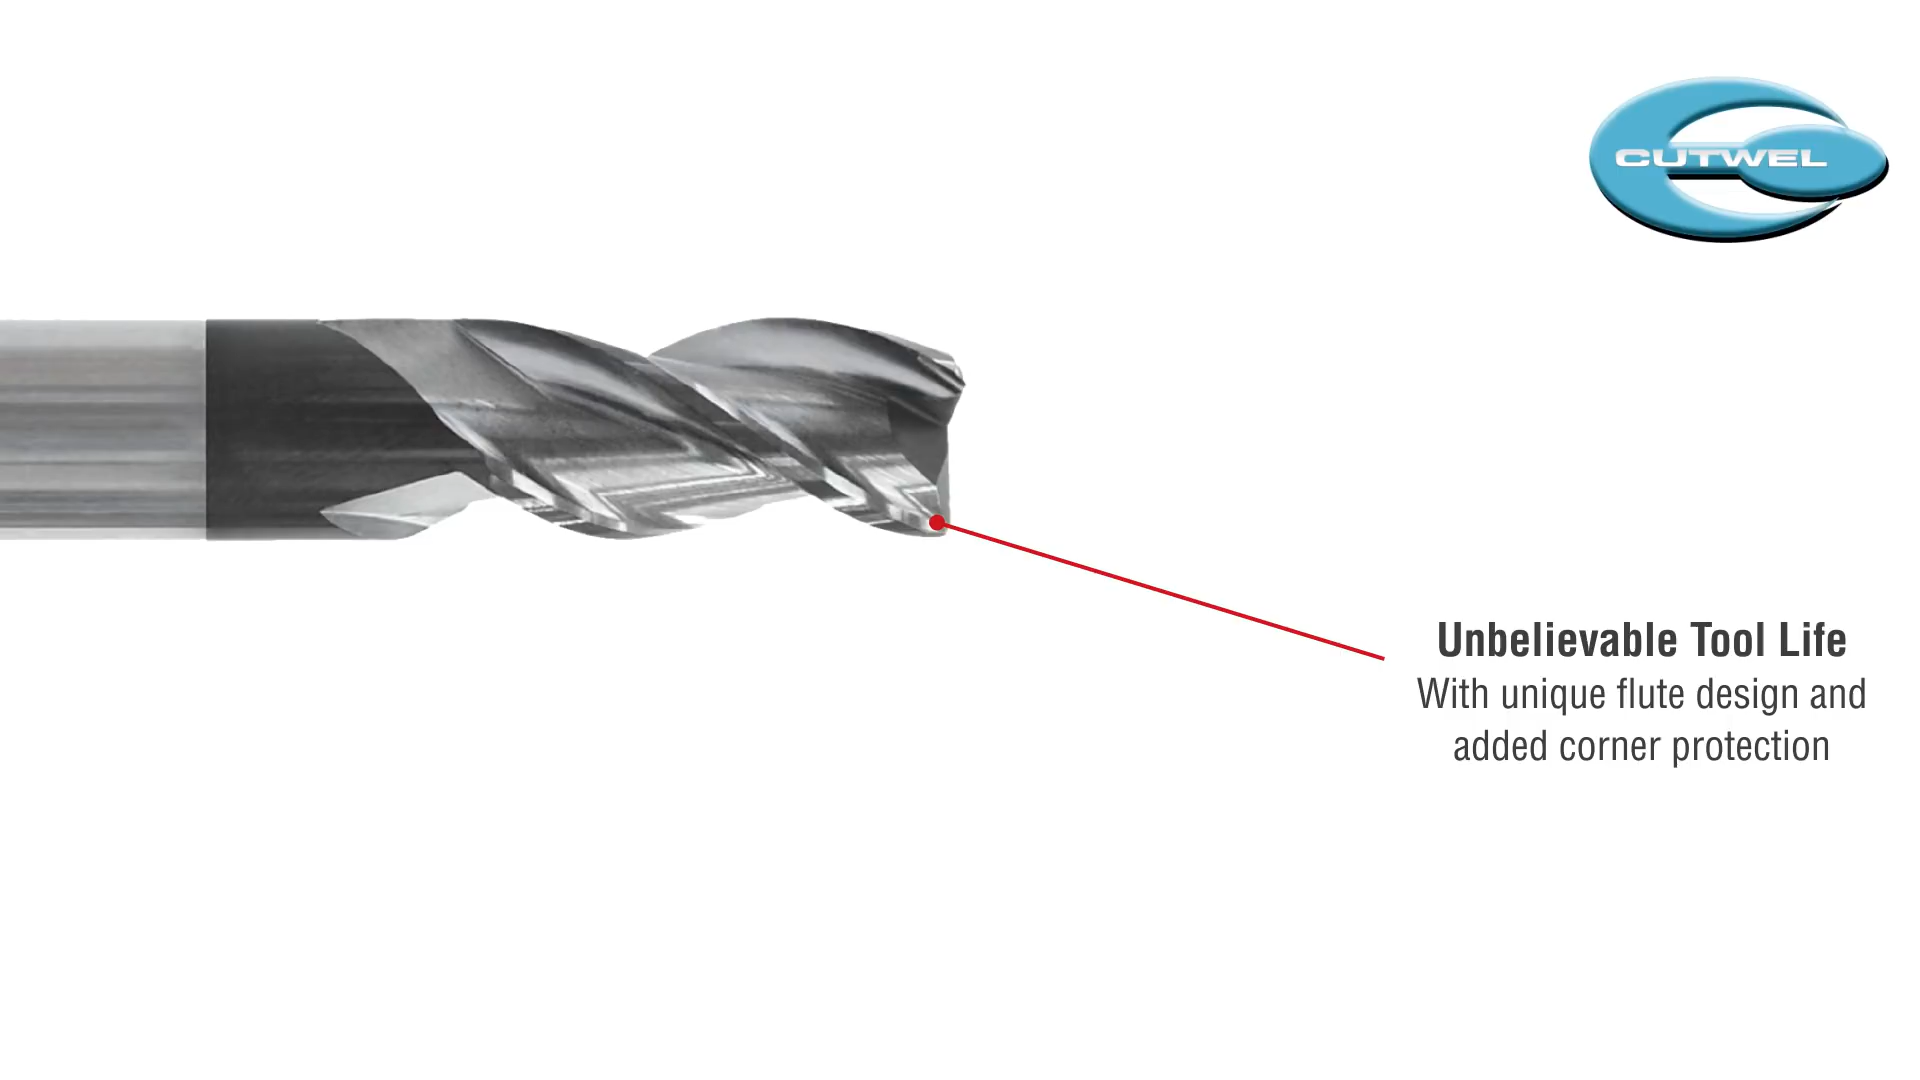 CUTWEL
Unbelievable Tool Life
With unique flute design and
added corner protection